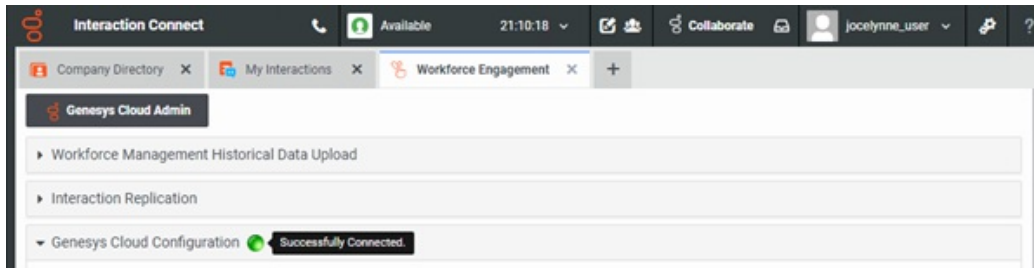 Interaction Connect Available 21:10:18 Collaborate jocelynne_user ?
Company Directory X My Interactions X Workforce Engagement X +
Genesys Cloud Admin
Workforce Management Historical Data Upload
Interaction Replication
Genesys Cloud Configuration Successfully Connected.